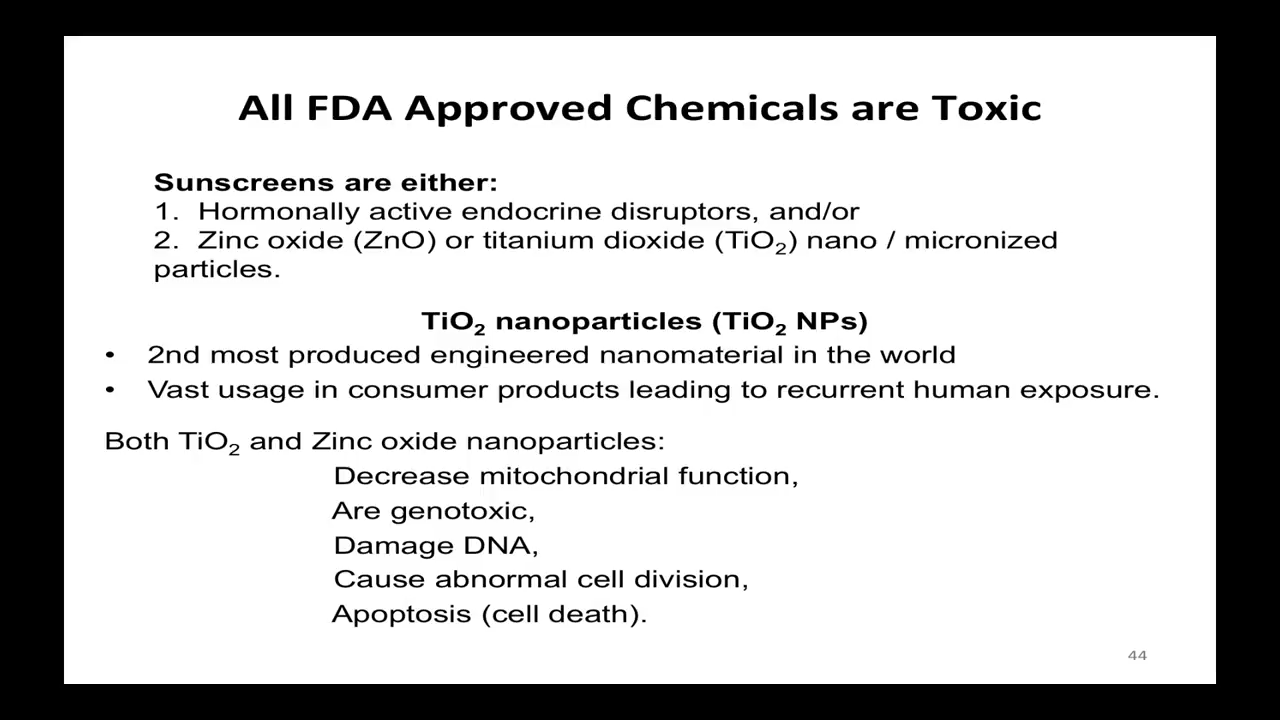 All FDA Approved Chemicals are Toxic
Sunscreens are either:
1. Hormonally active endocrine disruptors, and/or
2. Zinc oxide (ZnO) or titanium dioxide (TiO₂) nano / micronized
particles.
TiO₂ nanoparticles (TiO₂ NPs)
• 2nd most produced engineered nanomaterial in the world
• Vast usage in consumer products leading to recurrent human exposure.
Both TiO₂ and Zinc oxide nanoparticles:
Decrease mitochondrial function,
Are genotoxic,
Damage DNA,
Cause abnormal cell division,
Apoptosis (cell death).
44